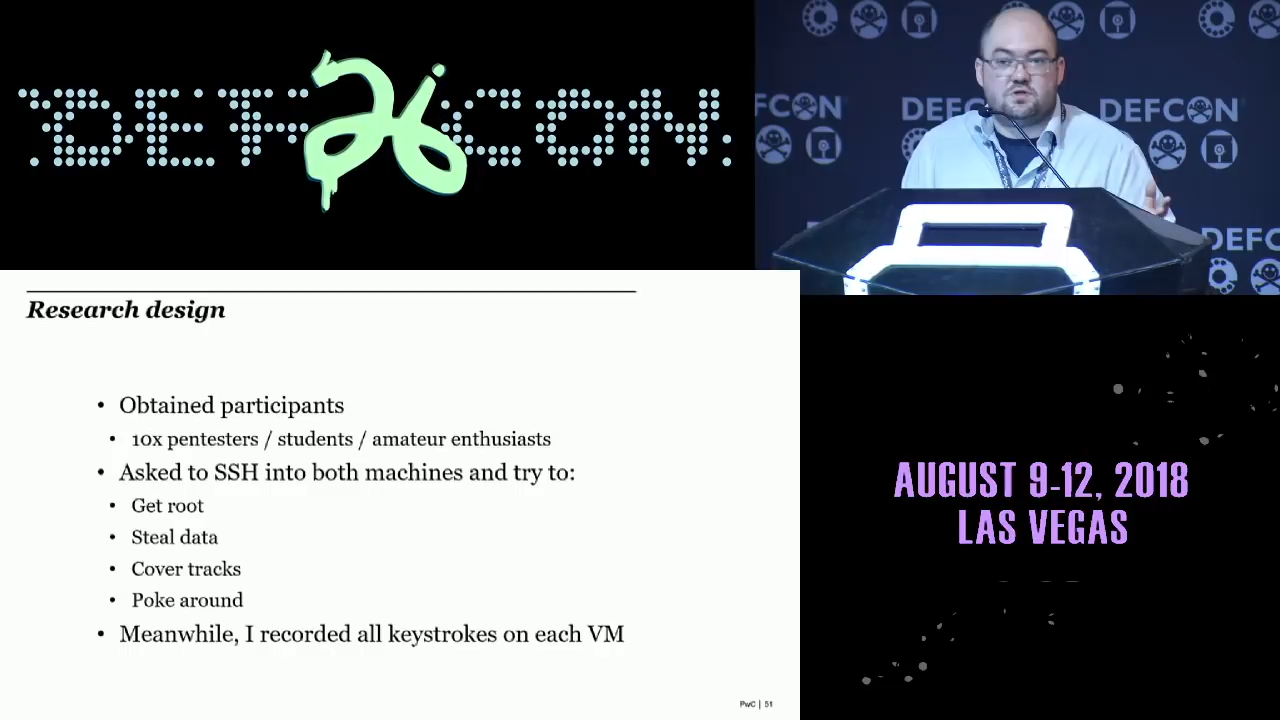 DEF 26 CON
DEFCON
DEFCON
DEFCON
DEFC
Research design
• Obtained participants
• 10x pentesters / students / amateur enthusiasts
• Asked to SSH into both machines and try to:
• Get root
• Steal data
• Cover tracks
• Poke around
• Meanwhile, I recorded all keystrokes on each VM
PwC | 51
AUGUST 9-12, 2018
LAS VEGAS